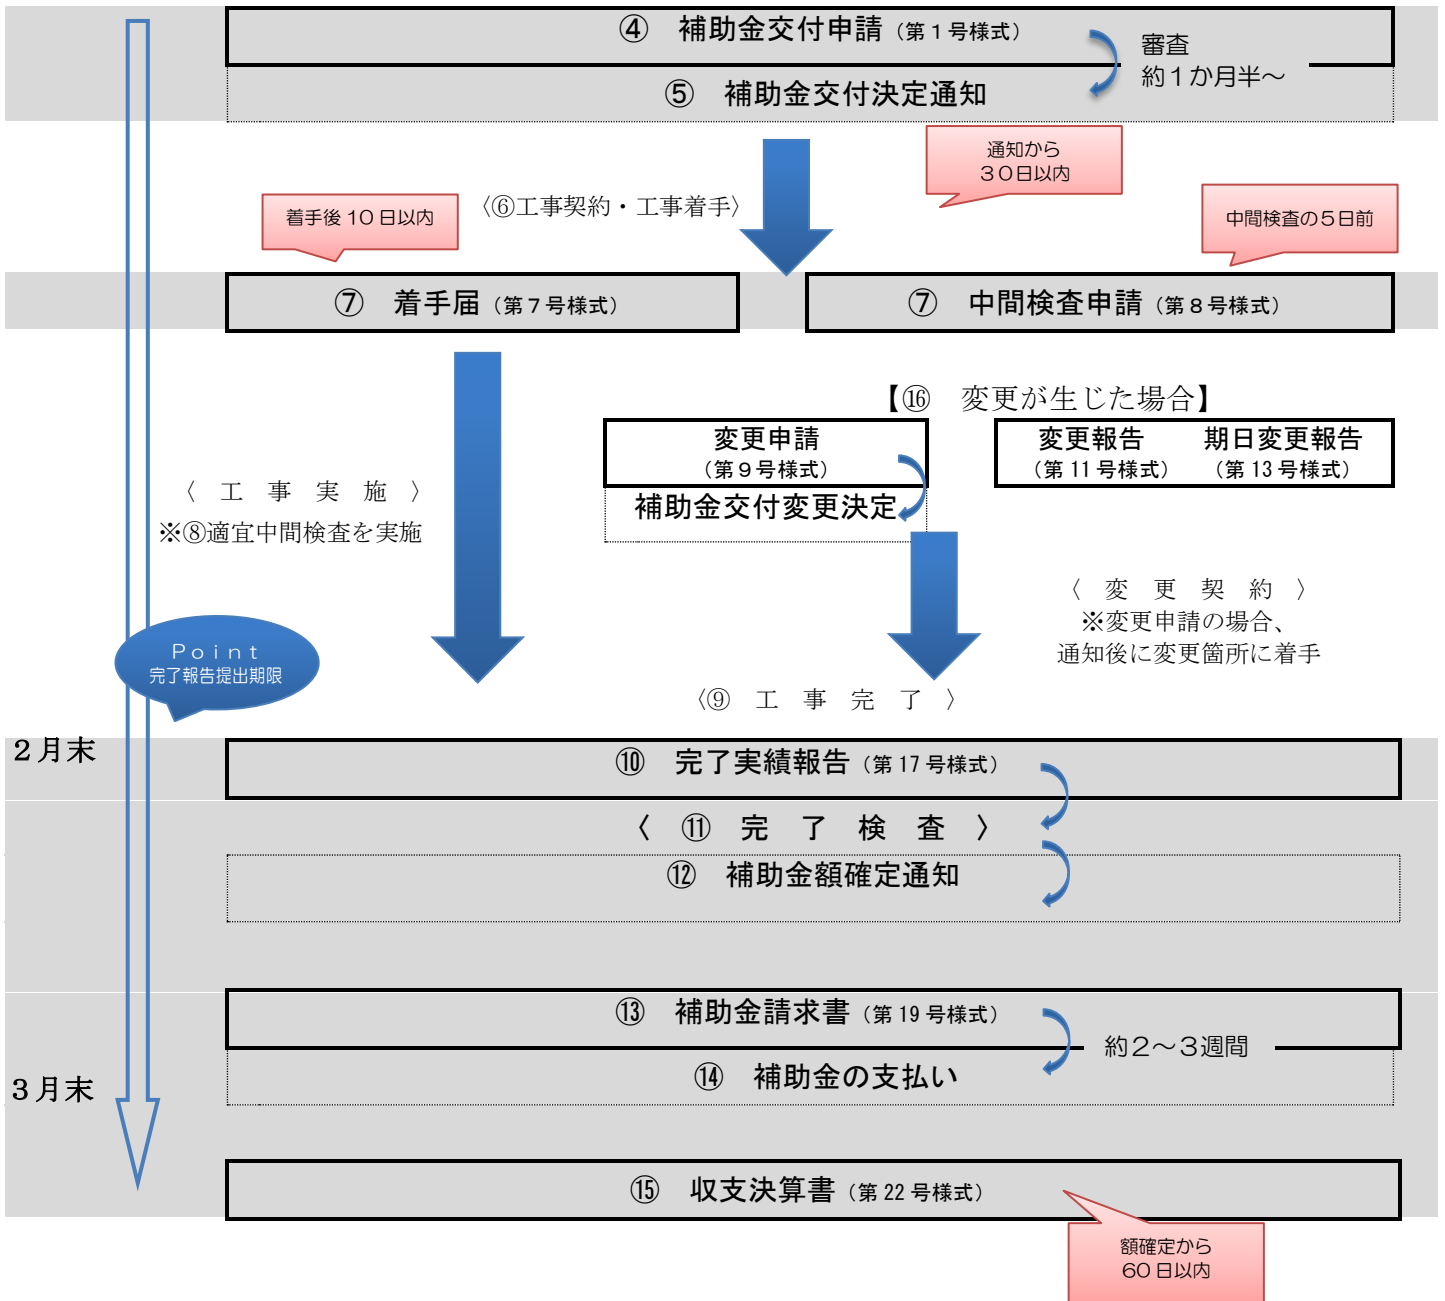 ④　補助金交付申請（第１号様式）
審査
約１か月半～
⑤　補助金交付決定通知
通知から
３０日以内
〈⑥工事契約・工事着手〉
着手後 10 日以内
中間検査の５日前
⑦　着手届（第７号様式）
⑦　中間検査申請（第８号様式）
【⑯　変更が生じた場合】
変更申請
（第９号様式）
補助金交付変更決定
変更報告　　期日変更報告
（第 11 号様式）　（第 13 号様式）
〈　工　事　実　施　〉
※⑧適宜中間検査を実施
〈　変　更　契　約　〉
※変更申請の場合、
通知後に変更箇所に着手
Ｐｏｉｎｔ
完了報告提出期限
〈⑨　工　事　完　了　〉
２月末
⑩　完了実績報告（第 17 号様式）
〈　⑪　完　了　検　査　〉
⑫　補助金額確定通知
⑬　補助金請求書（第 19 号様式）
約２～３週間
⑭　補助金の支払い
３月末
⑮　収支決算書（第 22 号様式）
額確定から
60 日以内